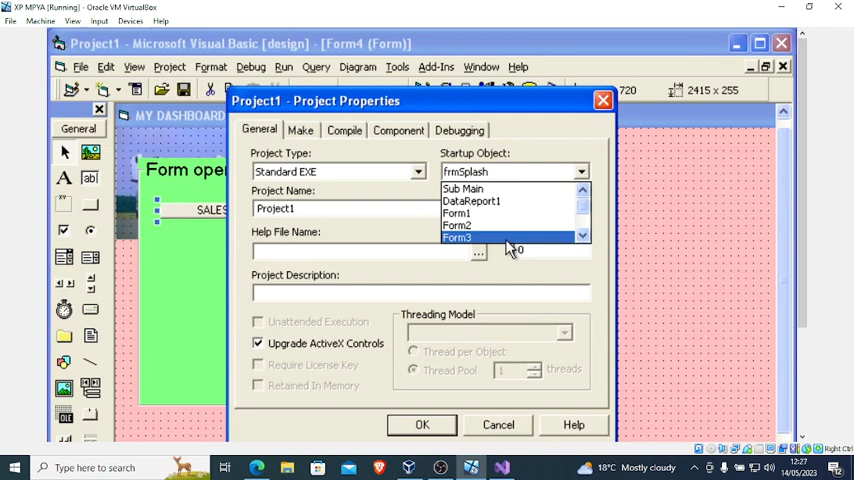 XP MPYA [Running] - Oracle VM VirtualBox
File Machine View Input Devices Help
Project1 - Microsoft Visual Basic [design] - [Form4 (Form)]
File Edit View Project Format Debug Run Query Diagram Tools Add-Ins Window Help
720
2415 x 255
General
MY DASHBOARD
Form oper
SALES
Project1 - Project Properties
General Make Compile Component Debugging
Project Type:
Standard EXE
Startup Object:
frmSplash
Sub Main
DataReport1
Form1
Form2
Form3
Project Name:
Project1
Help File Name:
...
0
Project Description:
Unattended Execution
Upgrade ActiveX Controls
Require License Key
Retained In Memory
Threading Model
Thread per Object
Thread Pool 1 threads
OK Cancel Help
Right Ctrl
Type here to search
18°C Mostly cloudy
12:27
14/05/2023
12